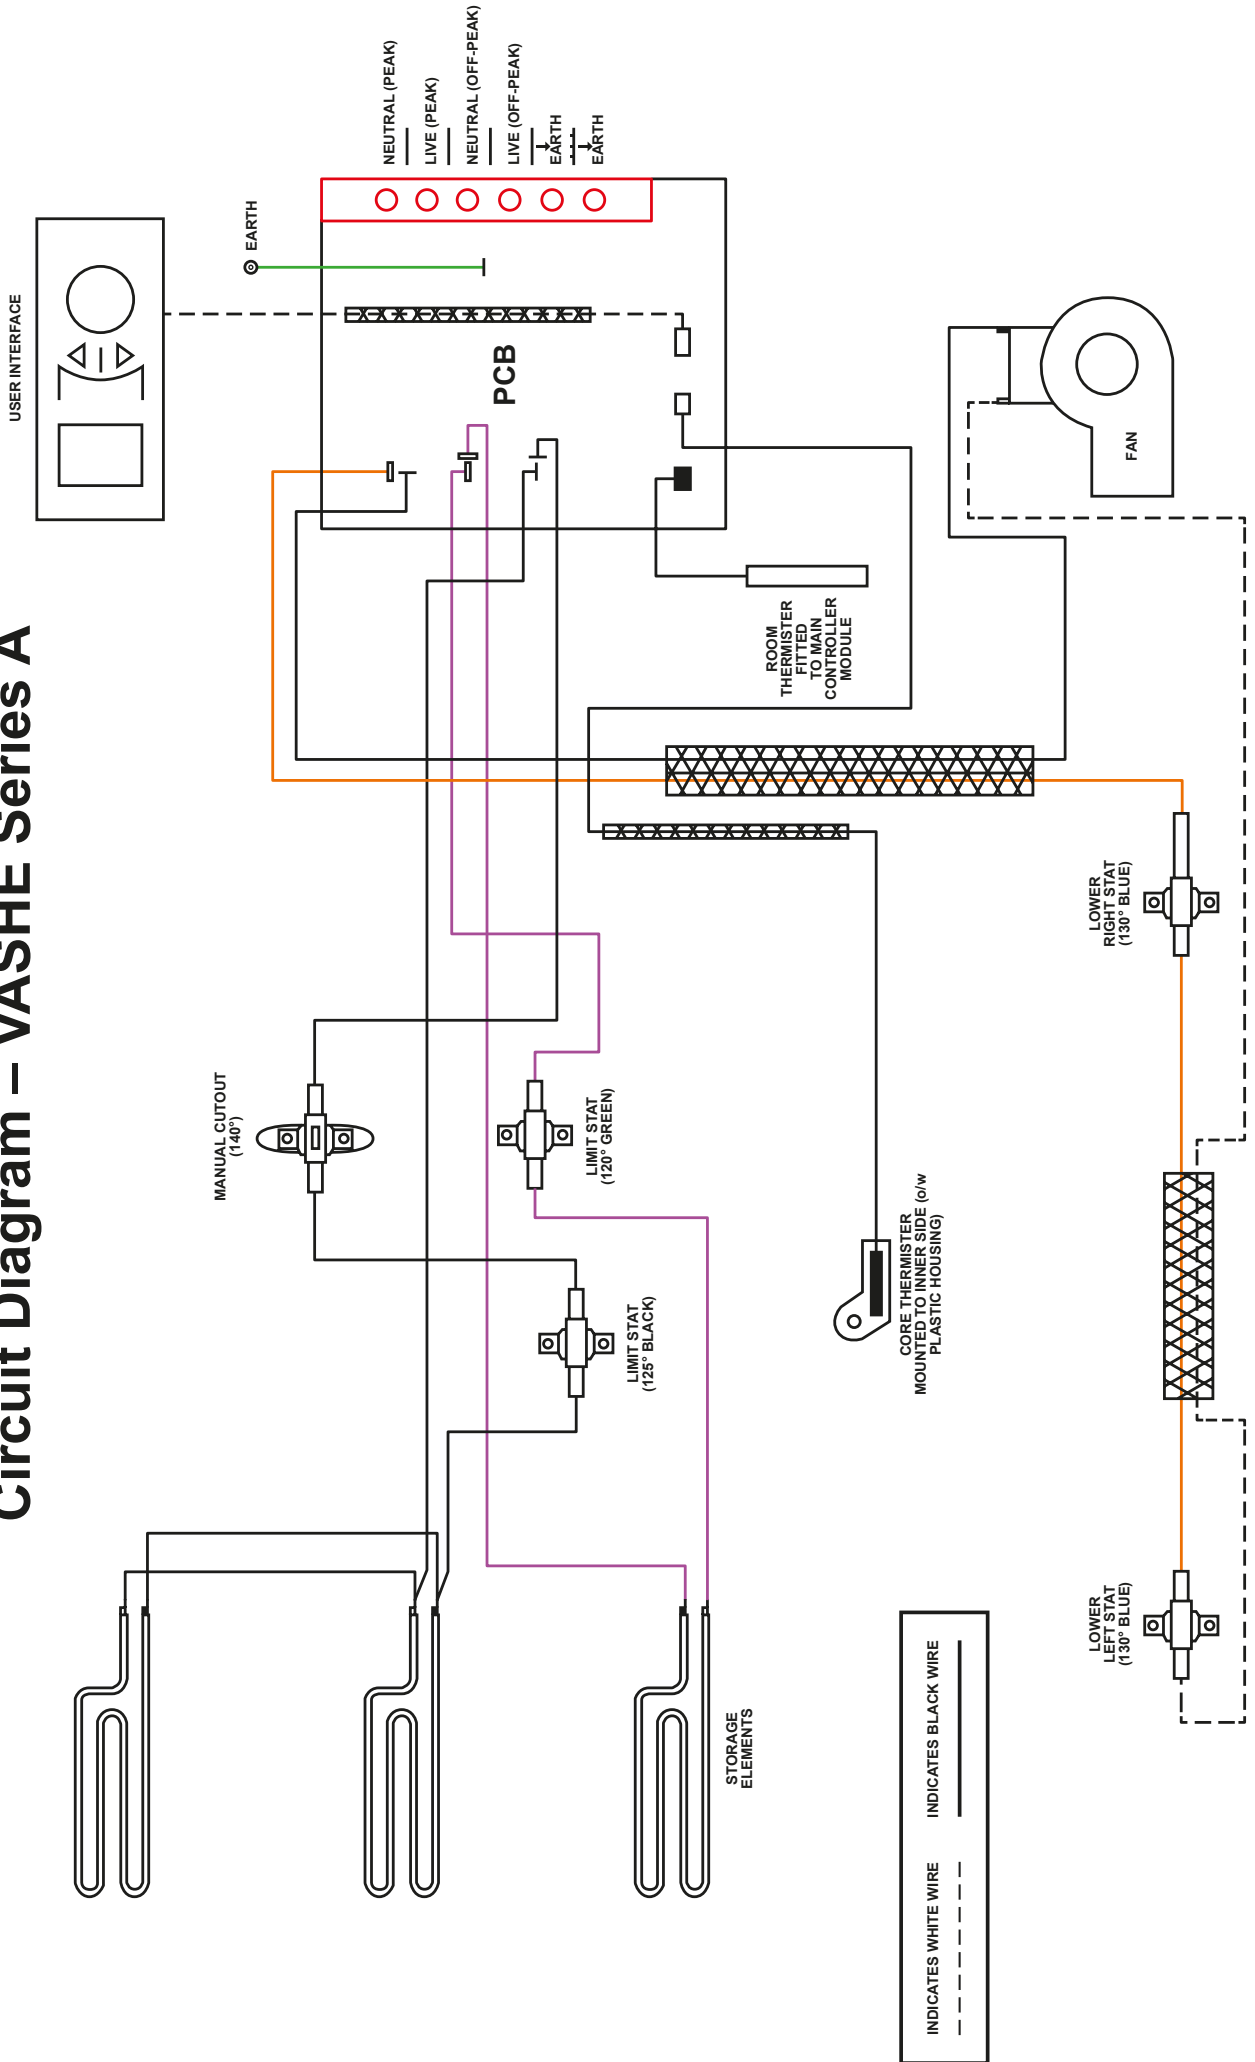 Circuit Diagram – VASHE Series A
USER INTERFACE
EARTH
NEUTRAL (PEAK)
LIVE (PEAK)
NEUTRAL (OFF-PEAK)
LIVE (OFF-PEAK)
EARTH
EARTH
PCB
FAN
ROOM
THERMISTER
FITTED
TO MAIN
CONTROLLER
MODULE
MANUAL CUTOUT
(140°)
LIMIT STAT
(120° GREEN)
LIMIT STAT
(125° BLACK)
CORE THERMISTER
MOUNTED TO INNER SIDE (o/w
PLASTIC HOUSING)
LOWER
RIGHT STAT
(130° BLUE)
LOWER
LEFT STAT
(130° BLUE)
STORAGE
ELEMENTS
INDICATES WHITE WIRE
INDICATES BLACK WIRE